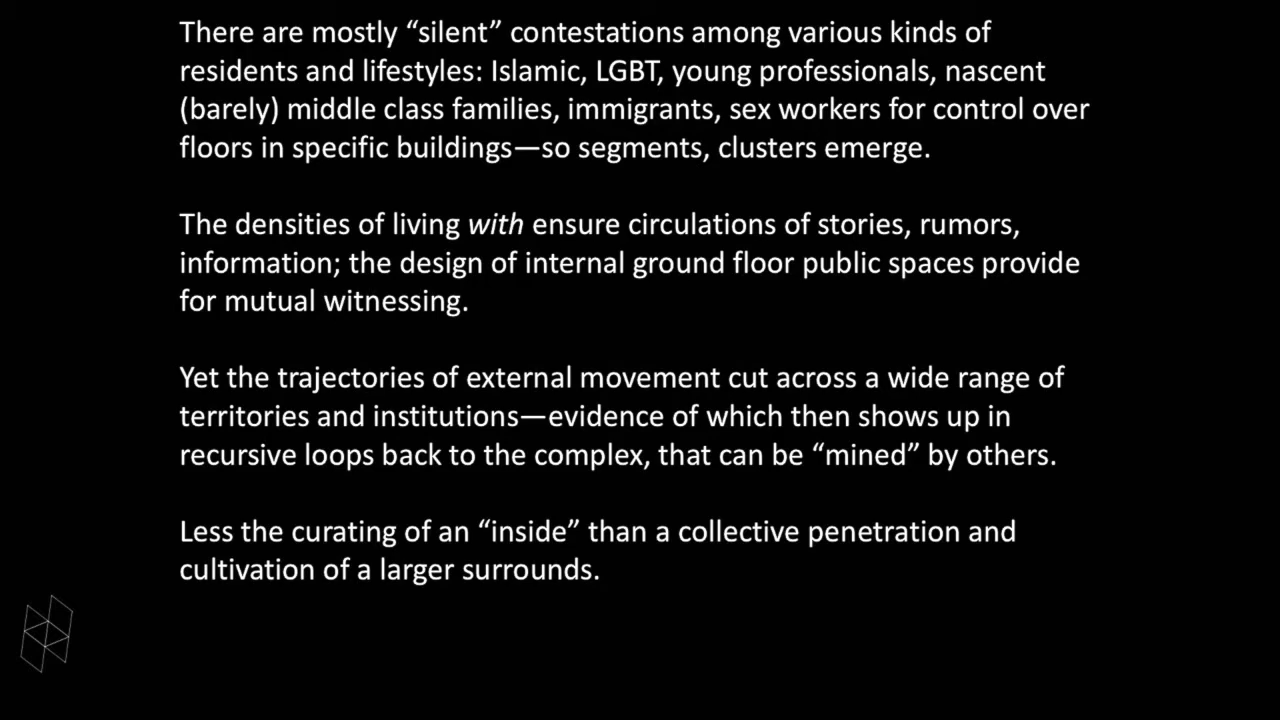 There are mostly “silent” contestations among various kinds of
residents and lifestyles: Islamic, LGBT, young professionals, nascent
(barely) middle class families, immigrants, sex workers for control over
floors in specific buildings—so segments, clusters emerge.
The densities of living with ensure circulations of stories, rumors,
information; the design of internal ground floor public spaces provide
for mutual witnessing.
Yet the trajectories of external movement cut across a wide range of
territories and institutions—evidence of which then shows up in
recursive loops back to the complex, that can be “mined” by others.
Less the curating of an “inside” than a collective penetration and
cultivation of a larger surrounds.